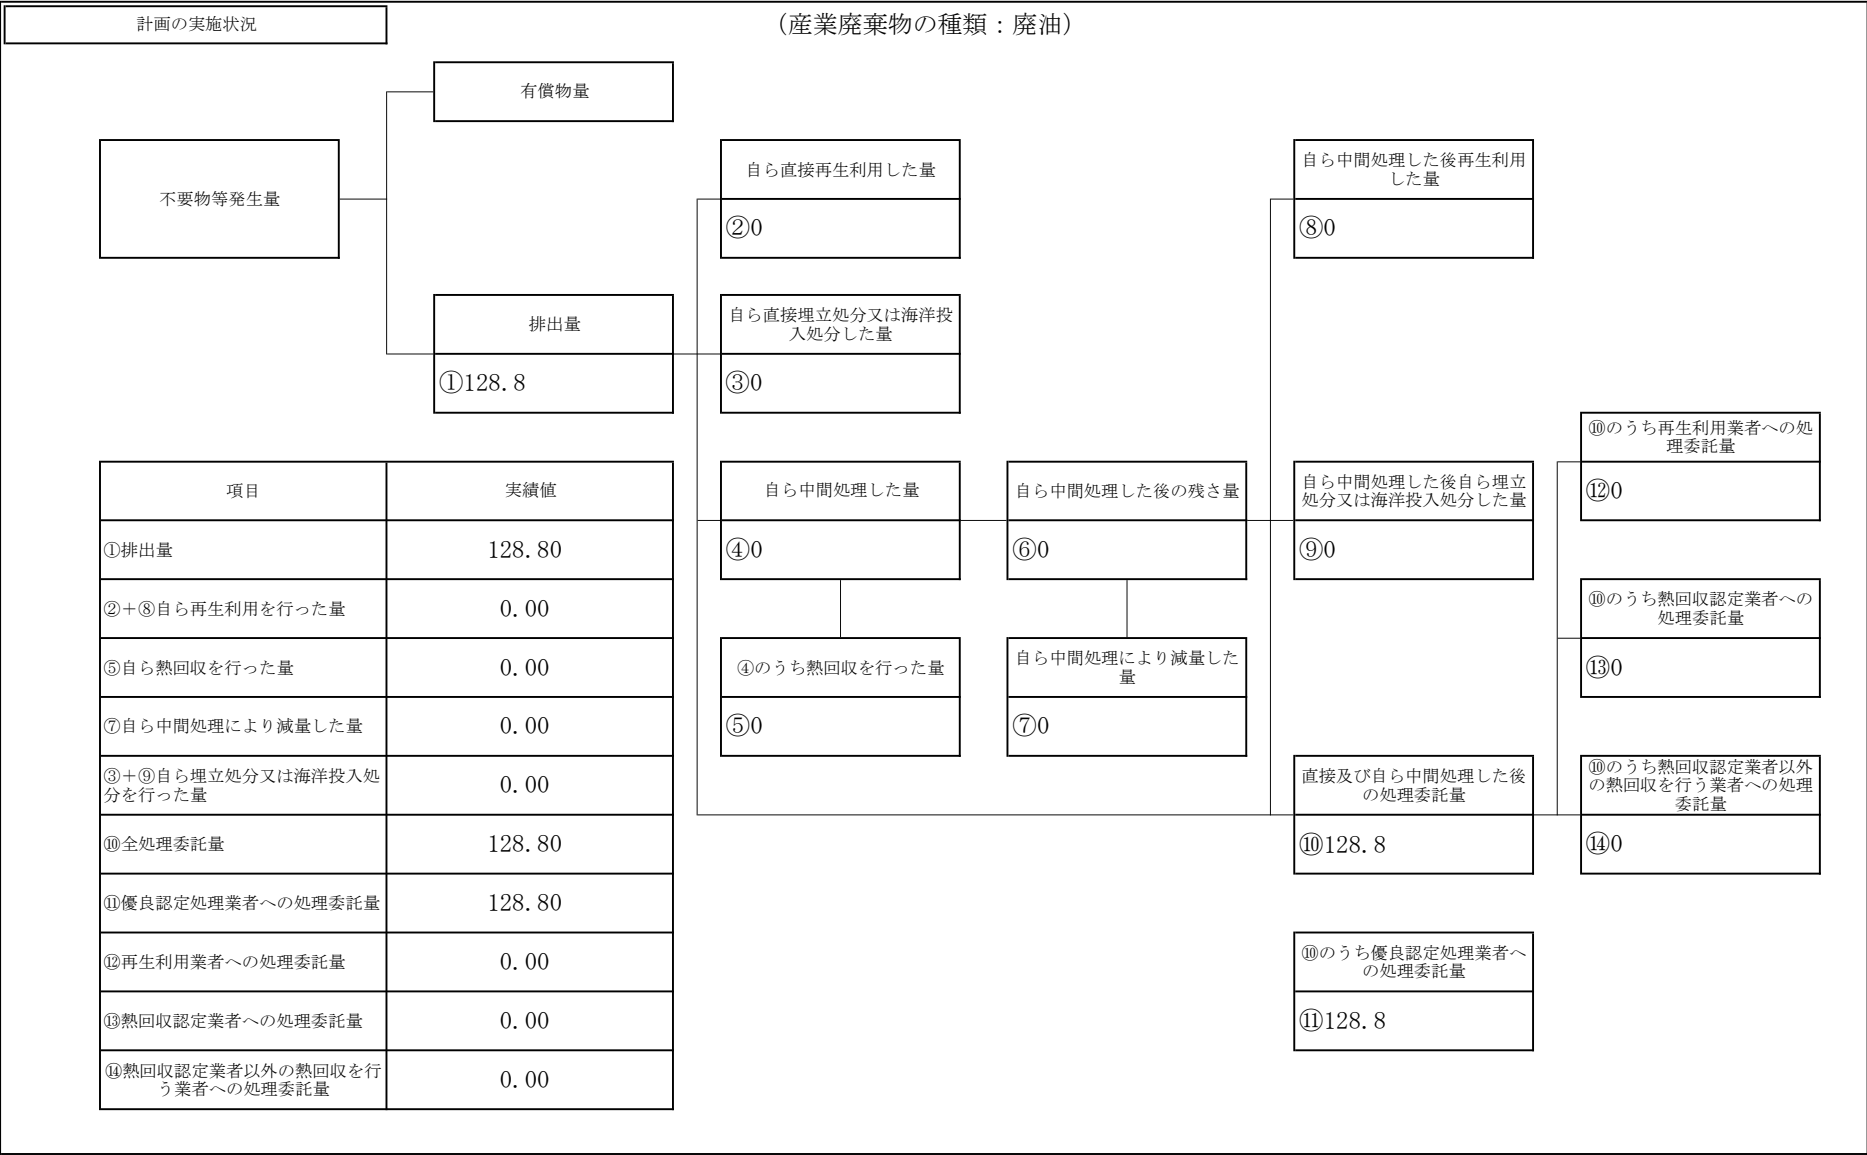 計画の実施状況
（産業廃棄物の種類：廃油）
有償物量
不要物等発生量
排出量
①128.8
自ら直接再生利用した量
②0
自ら直接埋立処分又は海洋投
入処分した量
③0
自ら中間処理した量
④0
④のうち熱回収を行った量
⑤0
自ら中間処理した後の残さ量
⑥0
自ら中間処理により減量した
量
⑦0
自ら中間処理した後再生利用
した量
⑧0
自ら中間処理した後自ら埋立
処分又は海洋投入処分した量
⑨0
直接及び自ら中間処理した後
の処理委託量
⑩128.8
⑩のうち優良認定処理業者へ
の処理委託量
⑪128.8
⑩のうち再生利用業者への処
理委託量
⑫0
⑩のうち熱回収認定業者への
処理委託量
⑬0
⑩のうち熱回収認定業者以外
の熱回収を行う業者への処理
委託量
⑭0
項目 実績値
①排出量 128.80
②＋⑧自ら再生利用を行った量 0.00
⑤自ら熱回収を行った量 0.00
⑦自ら中間処理により減量した量 0.00
③＋⑨自ら埋立処分又は海洋投入処
分を行った量 0.00
⑩全処理委託量 128.80
⑪優良認定処理業者への処理委託量 128.80
⑫再生利用業者への処理委託量 0.00
⑬熱回収認定業者への処理委託量 0.00
⑭熱回収認定業者以外の熱回収を行
う業者への処理委託量 0.00